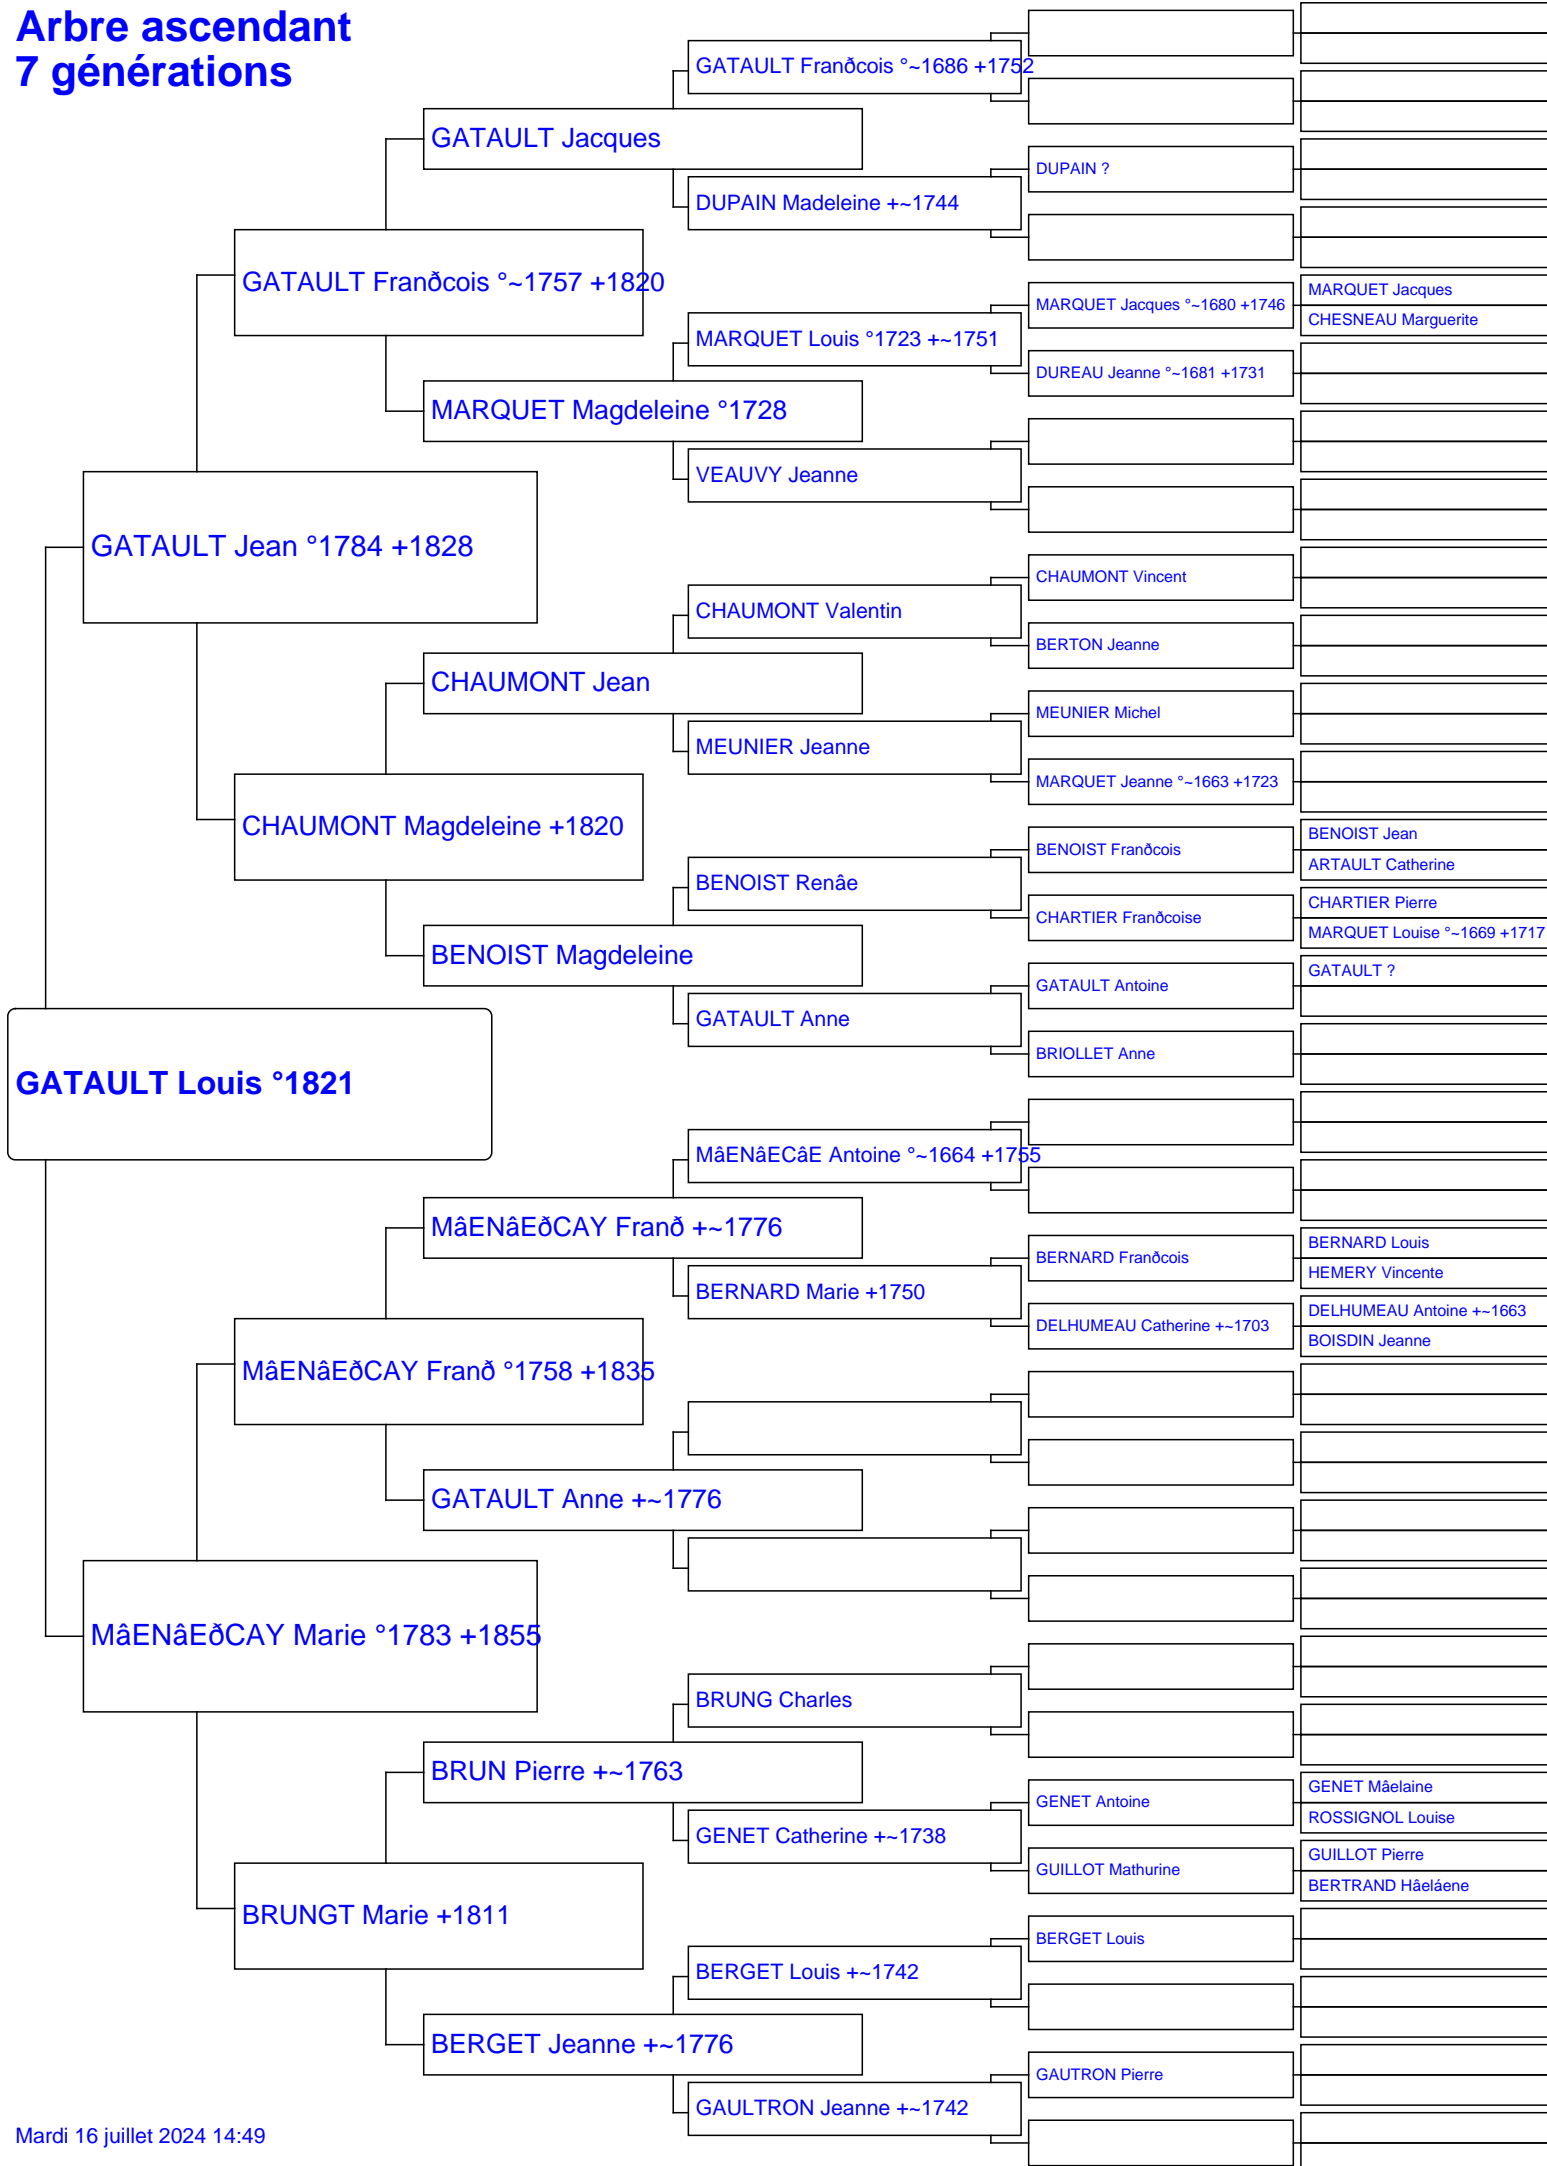 Arbre ascendant
7 générations
GATAULT Louis °1821
GATAULT Jean °1784 +1828
MâENâEðCAY Marie °1783 +1855
GATAULT Franðcois °~1757 +1820
CHAUMONT Magdeleine +1820
MâENâEðCAY Franð °1758 +1835
BRUNGT Marie +1811
GATAULT Jacques
MARQUET Magdeleine °1728
CHAUMONT Jean
BENOIST Magdeleine
MâENâEðCAY Franð +~1776
GATAULT Anne +~1776
BRUN Pierre +~1763
BERGET Jeanne +~1776
GATAULT Franðcois °~1686 +1752
DUPAIN Madeleine +~1744
MARQUET Louis °1723 +~1751
VEAUVY Jeanne
CHAUMONT Valentin
MEUNIER Jeanne
BENOIST Renâe
GATAULT Anne
MâENâECâE Antoine °~1664 +1755
BERNARD Marie +1750
BRUNG Charles
GENET Catherine +~1738
BERGET Louis +~1742
GAULTRON Jeanne +~1742
DUPAIN ?
MARQUET Jacques °~1680 +1746
DUREAU Jeanne °~1681 +1731
CHAUMONT Vincent
BERTON Jeanne
MEUNIER Michel
MARQUET Jeanne °~1663 +1723
BENOIST Franðcois
CHARTIER Franðcoise
GATAULT Antoine
BRIOLLET Anne
BERNARD Franðcois
DELHUMEAU Catherine +~1703
GENET Antoine
GUILLOT Mathurine
BERGET Louis
GAUTRON Pierre
MARQUET Jacques
CHESNEAU Marguerite
BENOIST Jean
ARTAULT Catherine
CHARTIER Pierre
MARQUET Louise °~1669 +1717
GATAULT ?
BERNARD Louis
HEMERY Vincente
DELHUMEAU Antoine +~1663
BOISDIN Jeanne
GENET Mâelaine
ROSSIGNOL Louise
GUILLOT Pierre
BERTRAND Hâeláene
Mardi 16 juillet 2024 14:49